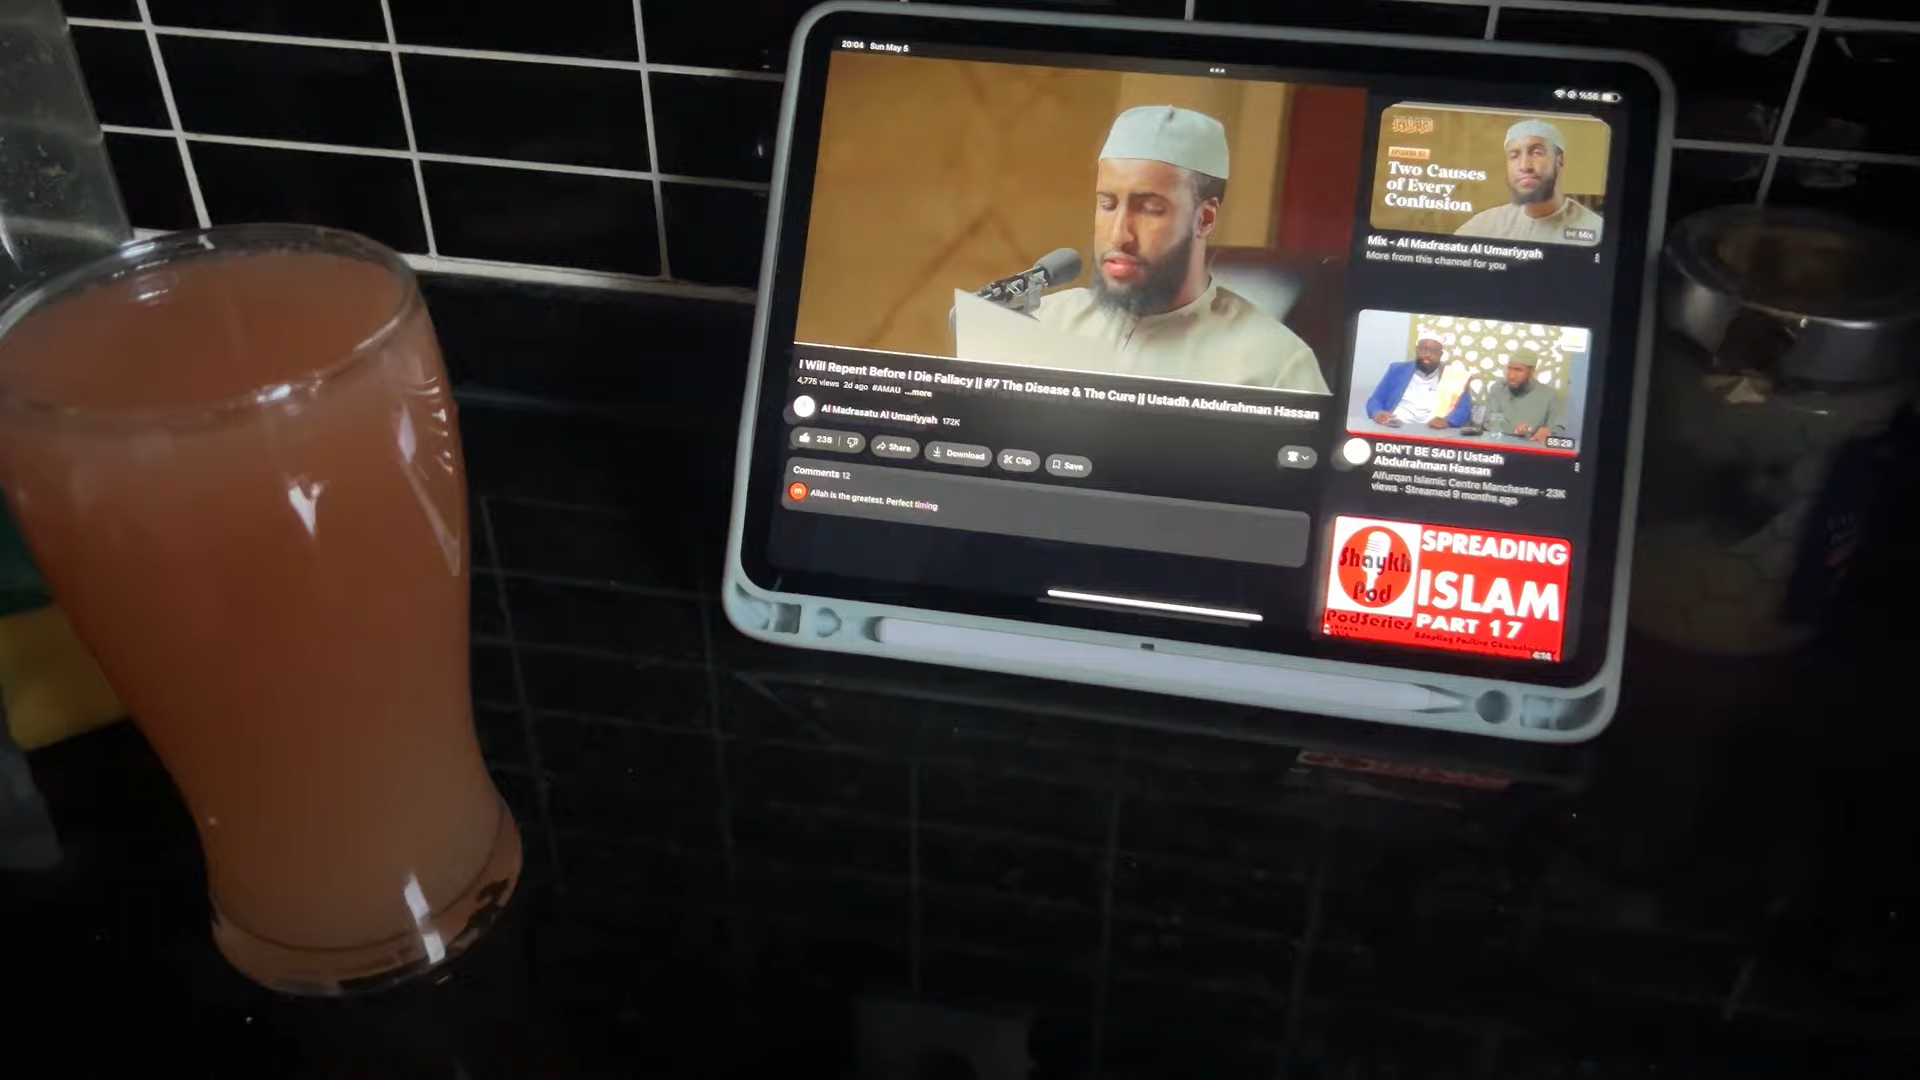 20:04 Sun May 5
%56
I Will Repent Before I Die Fallacy || #7 The Disease & The Cure || Ustadh Abdulrahman Hassan
4,775 views 2d ago #AMAU ...more
Al Madrasatu Al Umariyyah 172K
236
Share
Download
Clip
Save
Comments 12
Allah is the greatest. Perfect timing
Two Causes
of Every
Confusion
Mix
Mix - Al Madrasatu Al Umariyyah
More from this channel for you
55:29
DON'T BE SAD | Ustadh
Abdulrahman Hassan
Alfurqan Islamic Centre Manchester · 23K
views · Streamed 9 months ago
Shaykh
Pod
PodSeries
SPREADING
ISLAM
PART 17
4:14